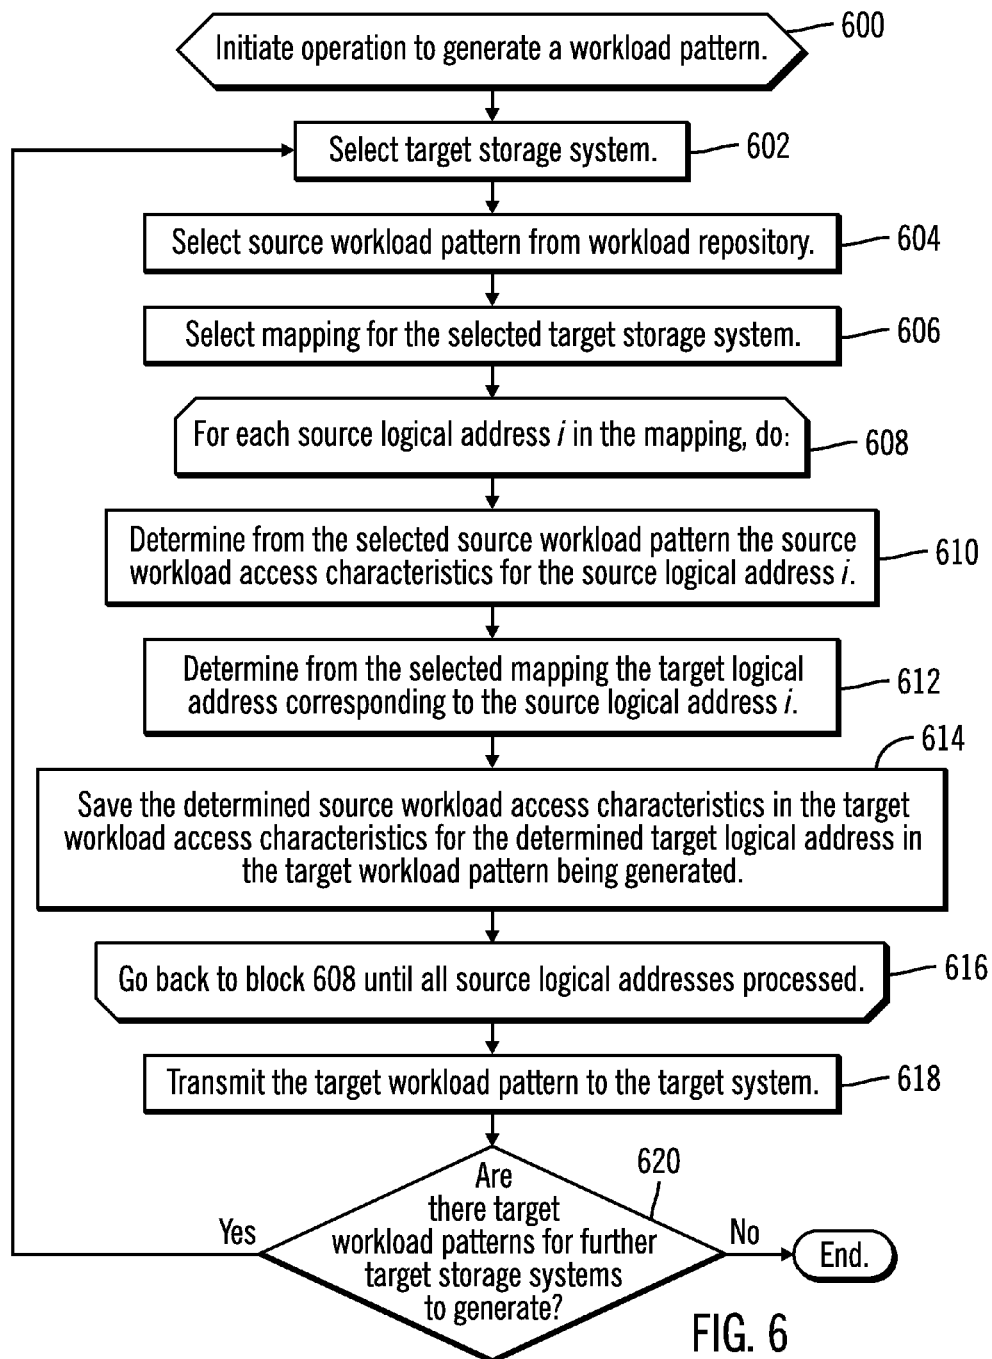 Initiate operation to generate a workload pattern.
600
Select target storage system.
602
Select source workload pattern from workload repository.
604
Select mapping for the selected target storage system.
606
For each source logical address i in the mapping, do:
608
Determine from the selected source workload pattern the source
workload access characteristics for the source logical address i.
610
Determine from the selected mapping the target logical
address corresponding to the source logical address i.
612
614
Save the determined source workload access characteristics in the target
workload access characteristics for the determined target logical address in
the target workload pattern being generated.
Go back to block 608 until all source logical addresses processed.
616
Transmit the target workload pattern to the target system.
618
620
Are
there target
workload patterns for further
target storage systems
to generate?
Yes
No
End.
FIG. 6